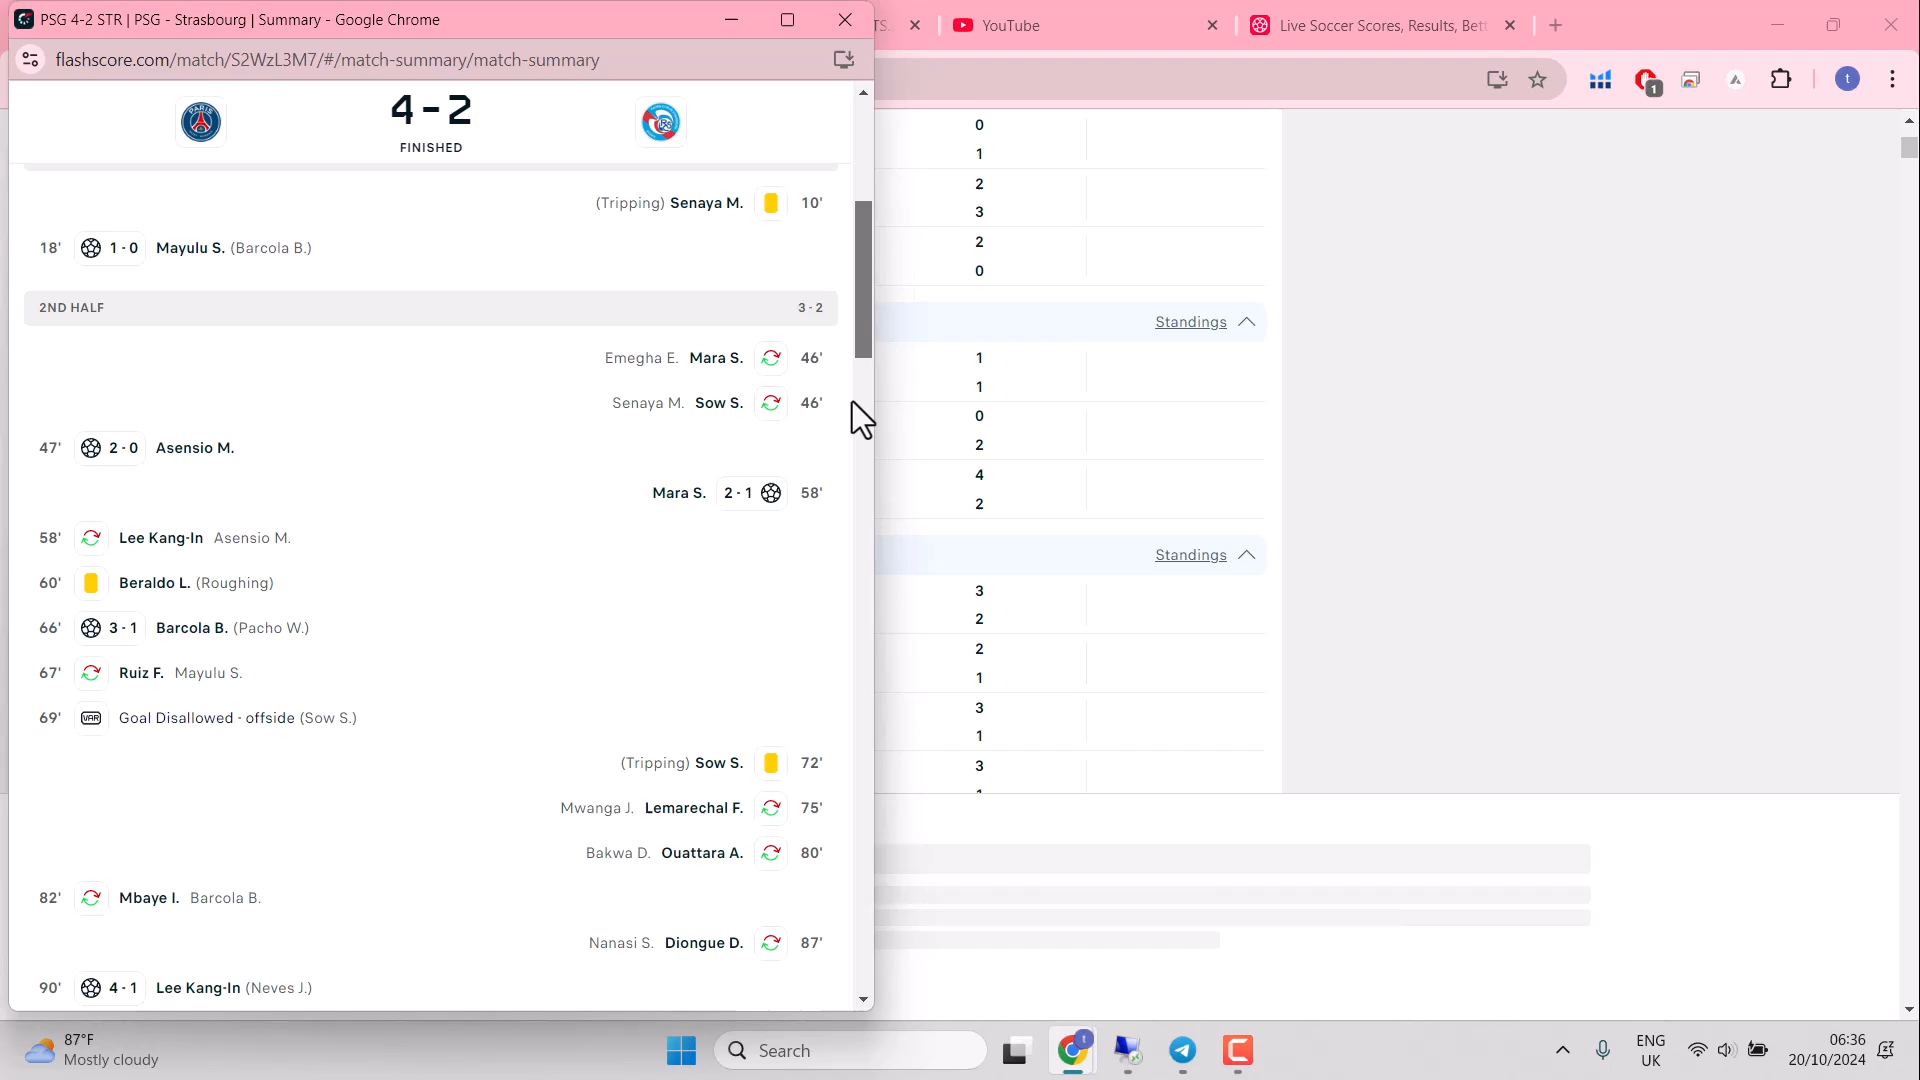 PSG 4-2 STR | PSG - Strasbourg | Summary - Google Chrome
TS.
YouTube
Live Soccer Scores, Results, Bett
flashscore.com/match/S2WzL3M7/#/match-summary/match-summary
1
t
PARIS
4 - 2
FINISHED
(Tripping) Senaya M. 10'
18' 1 - 0 Mayulu S. (Barcola B.)
2ND HALF 3 - 2
Emegha E. Mara S. 46'
Senaya M. Sow S. 46'
47' 2 - 0 Asensio M.
Mara S. 2 - 1 58'
58' Lee Kang-In Asensio M.
60' Beraldo L. (Roughing)
66' 3 - 1 Barcola B. (Pacho W.)
67' Ruiz F. Mayulu S.
69' VAR Goal Disallowed - offside (Sow S.)
(Tripping) Sow S. 72'
Mwanga J. Lemarechal F. 75'
Bakwa D. Ouattara A. 80'
82' Mbaye I. Barcola B.
Nanasi S. Diongue D. 87'
90' 4 - 1 Lee Kang-In (Neves J.)
0
1
2
3
2
0
Standings
1
1
0
2
4
2
Standings
3
2
2
1
3
1
3
87°F
Mostly cloudy
Search
t
ENG
UK
06:36
20/10/2024